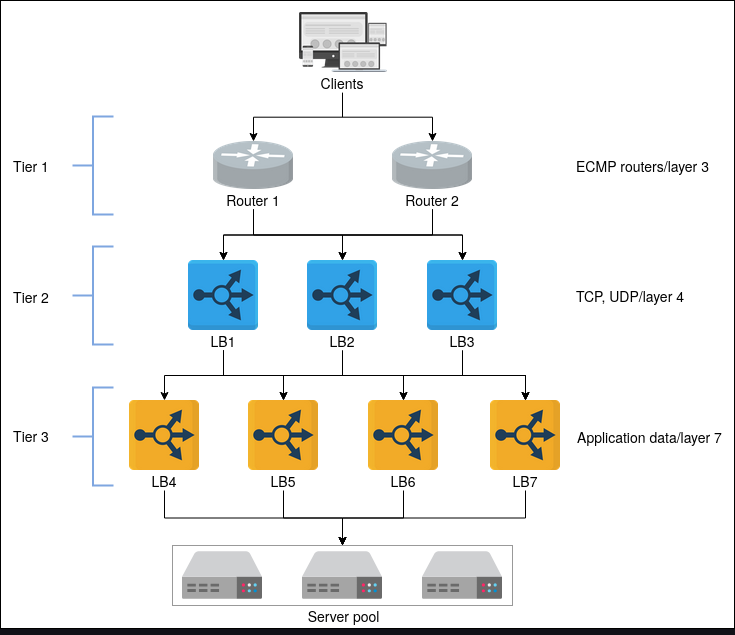 Clients
Tier 1
Router 1
Router 2
ECMP routers/layer 3
Tier 2
LB1
LB2
LB3
TCP, UDP/layer 4
Tier 3
LB4
LB5
LB6
LB7
Application data/layer 7
Server pool